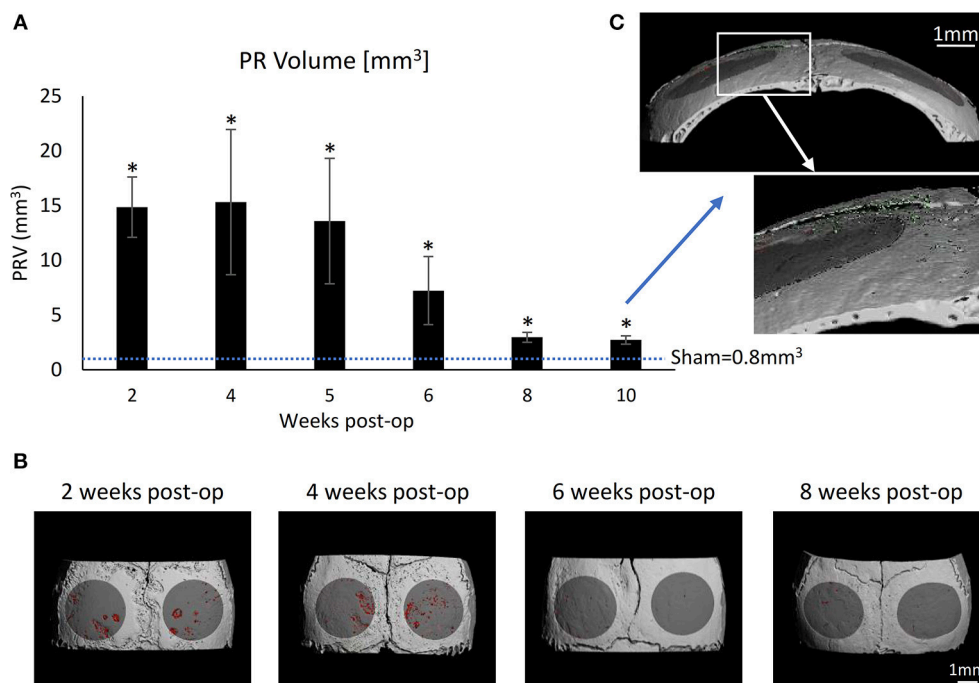 A
PR Volume [mm³]
25
20
15
10
5
0
PRV (mm³)
* * * * * *
Sham=0.8mm³
2 4 5 6 8 10
Weeks post-op
C
1mm
B
2 weeks post-op
4 weeks post-op
6 weeks post-op
8 weeks post-op
1mm